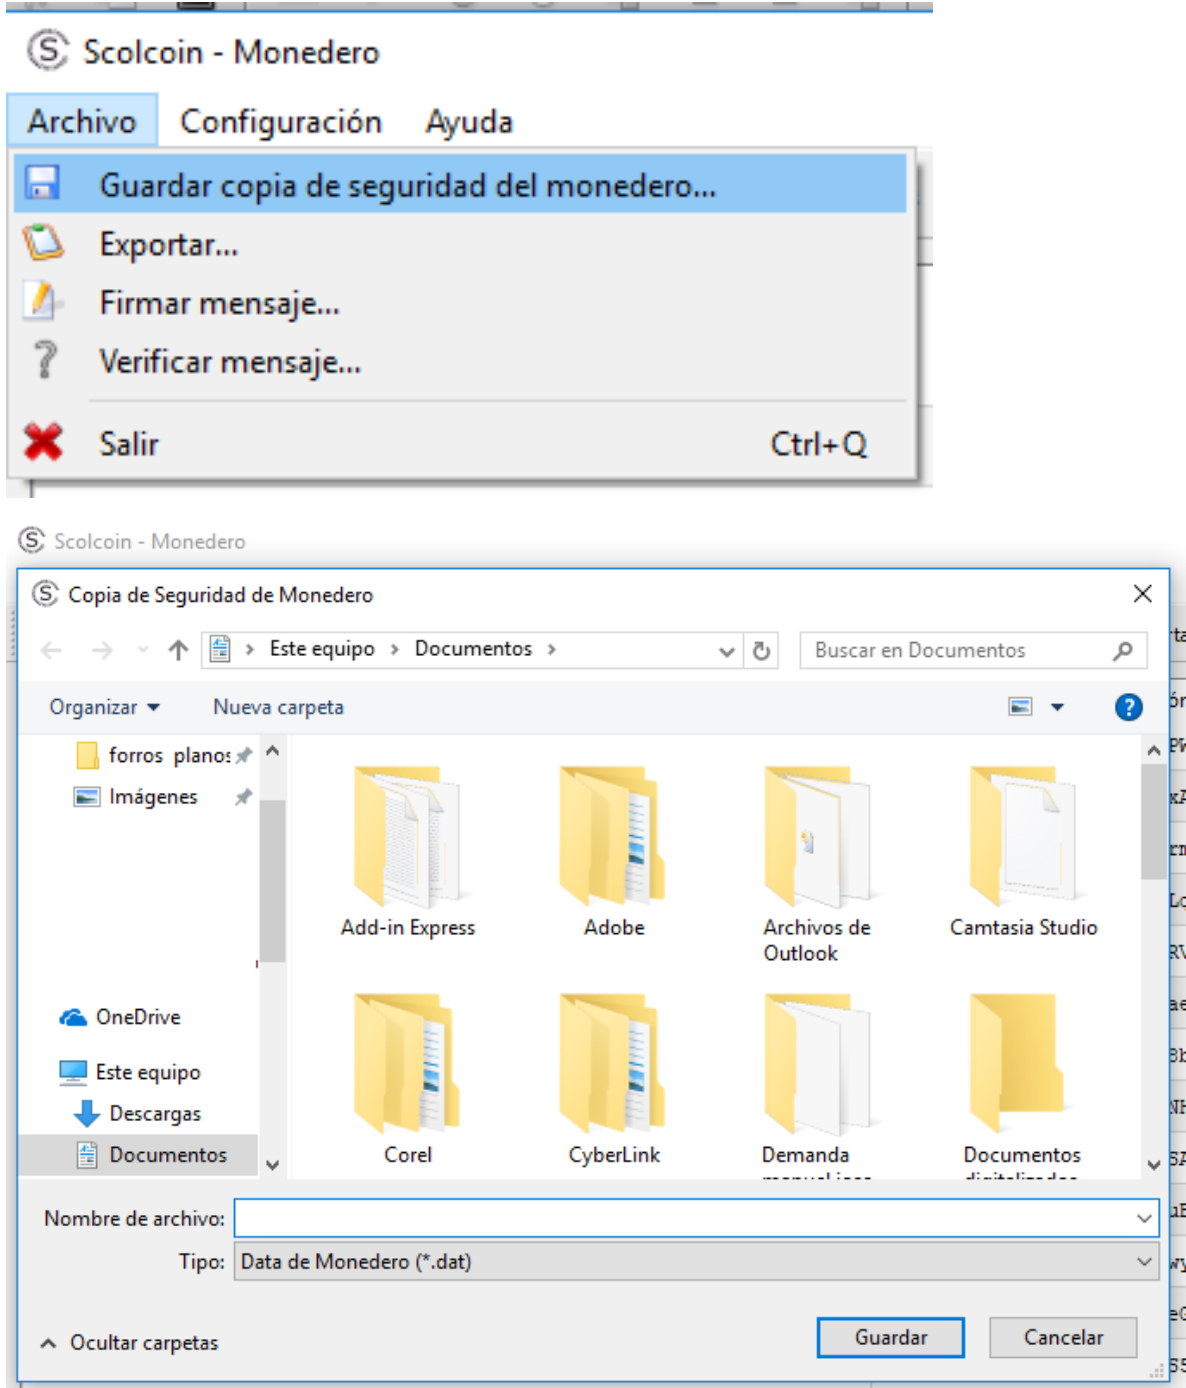 Scolcoin - Monedero
Archivo Configuración Ayuda
Guardar copia de seguridad del monedero...
Exportar...
Firmar mensaje...
Verificar mensaje...
Salir Ctrl+Q
Scolcoin - Monedero
Copia de Seguridad de Monedero
Este equipo > Documentos >
Buscar en Documentos
Organizar Nueva carpeta
forros planos
Imágenes
OneDrive
Este equipo
Descargas
Documentos
Add-in Express
Adobe
Archivos de
Outlook
Camtasia Studio
Corel
CyberLink
Demanda
Documentos
digitalizados
Nombre de archivo:
Tipo: Data de Monedero (*.dat)
Ocultar carpetas
Guardar
Cancelar